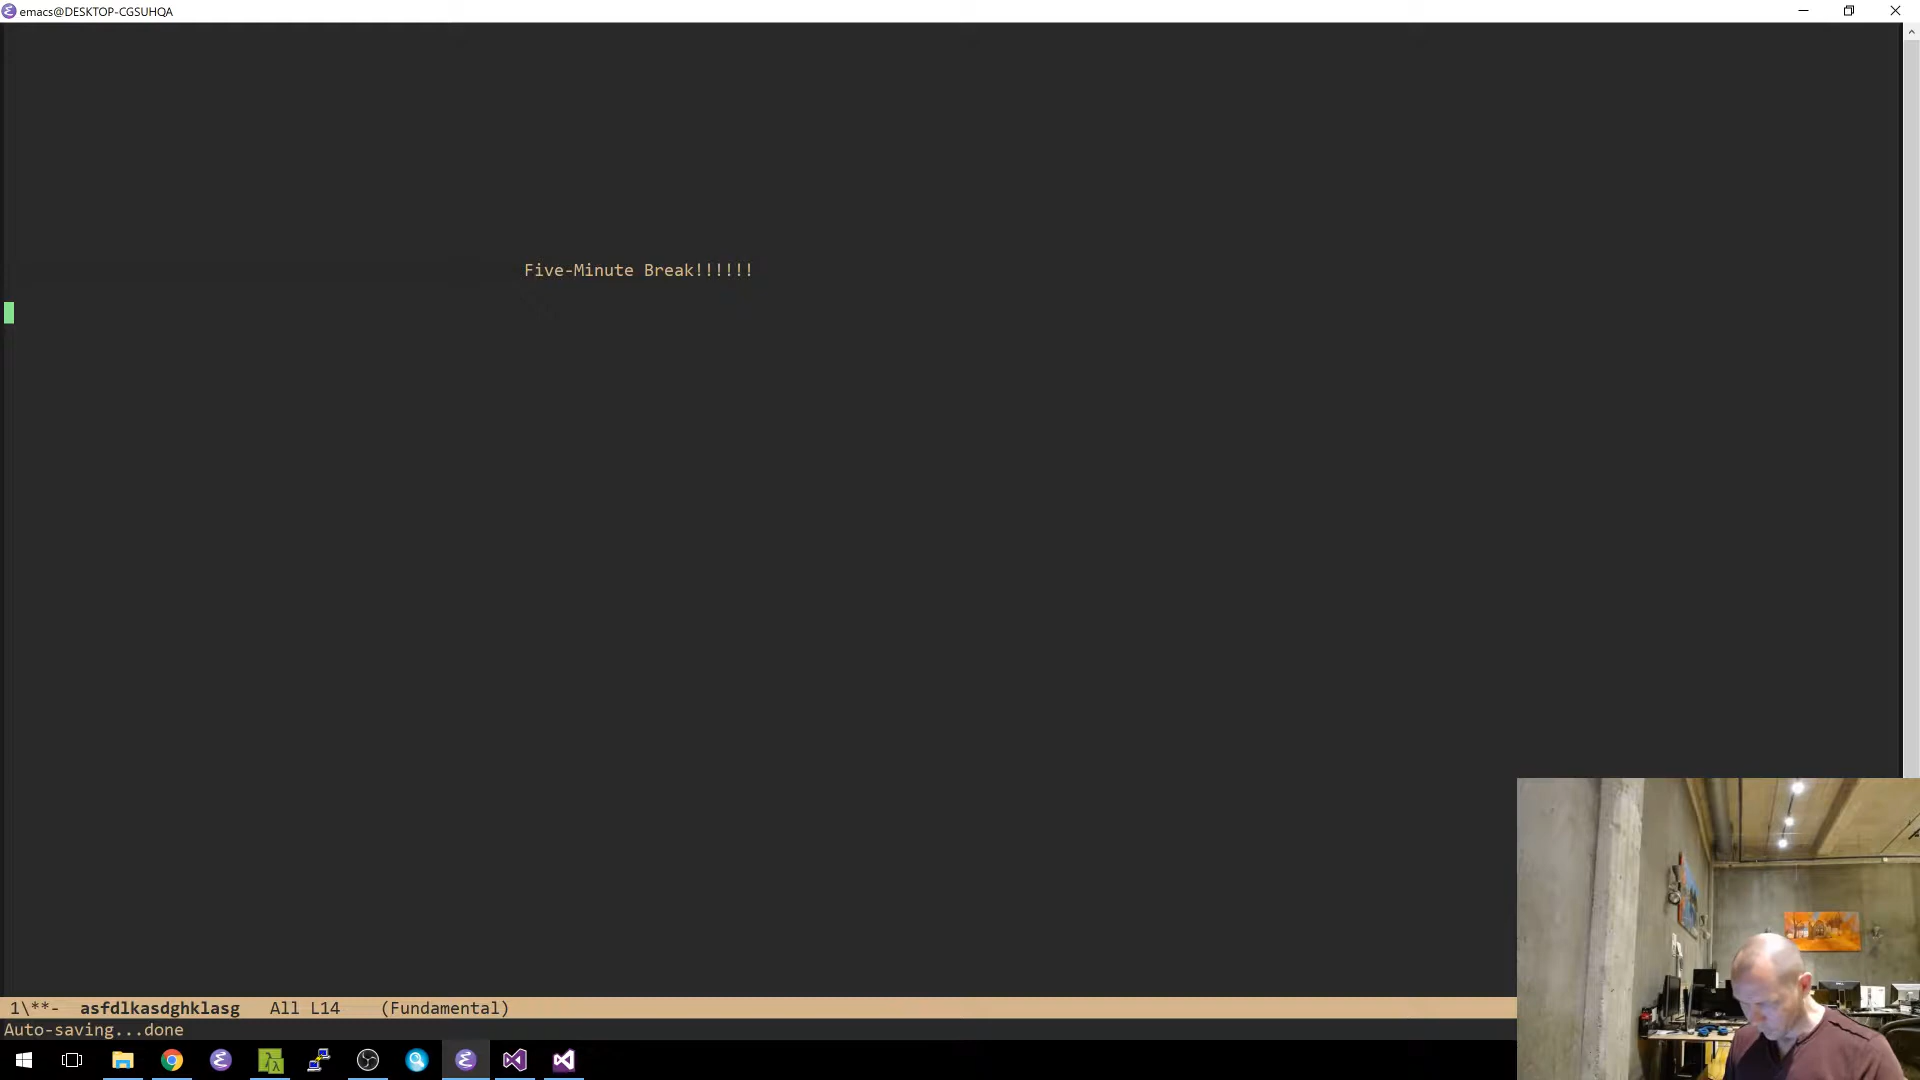 emacs@DESKTOP-CGSUHQA
Five-Minute Break!!!!!!
1\**-  asfdlkasdghklasg   All L14    (Fundamental)
Auto-saving...done